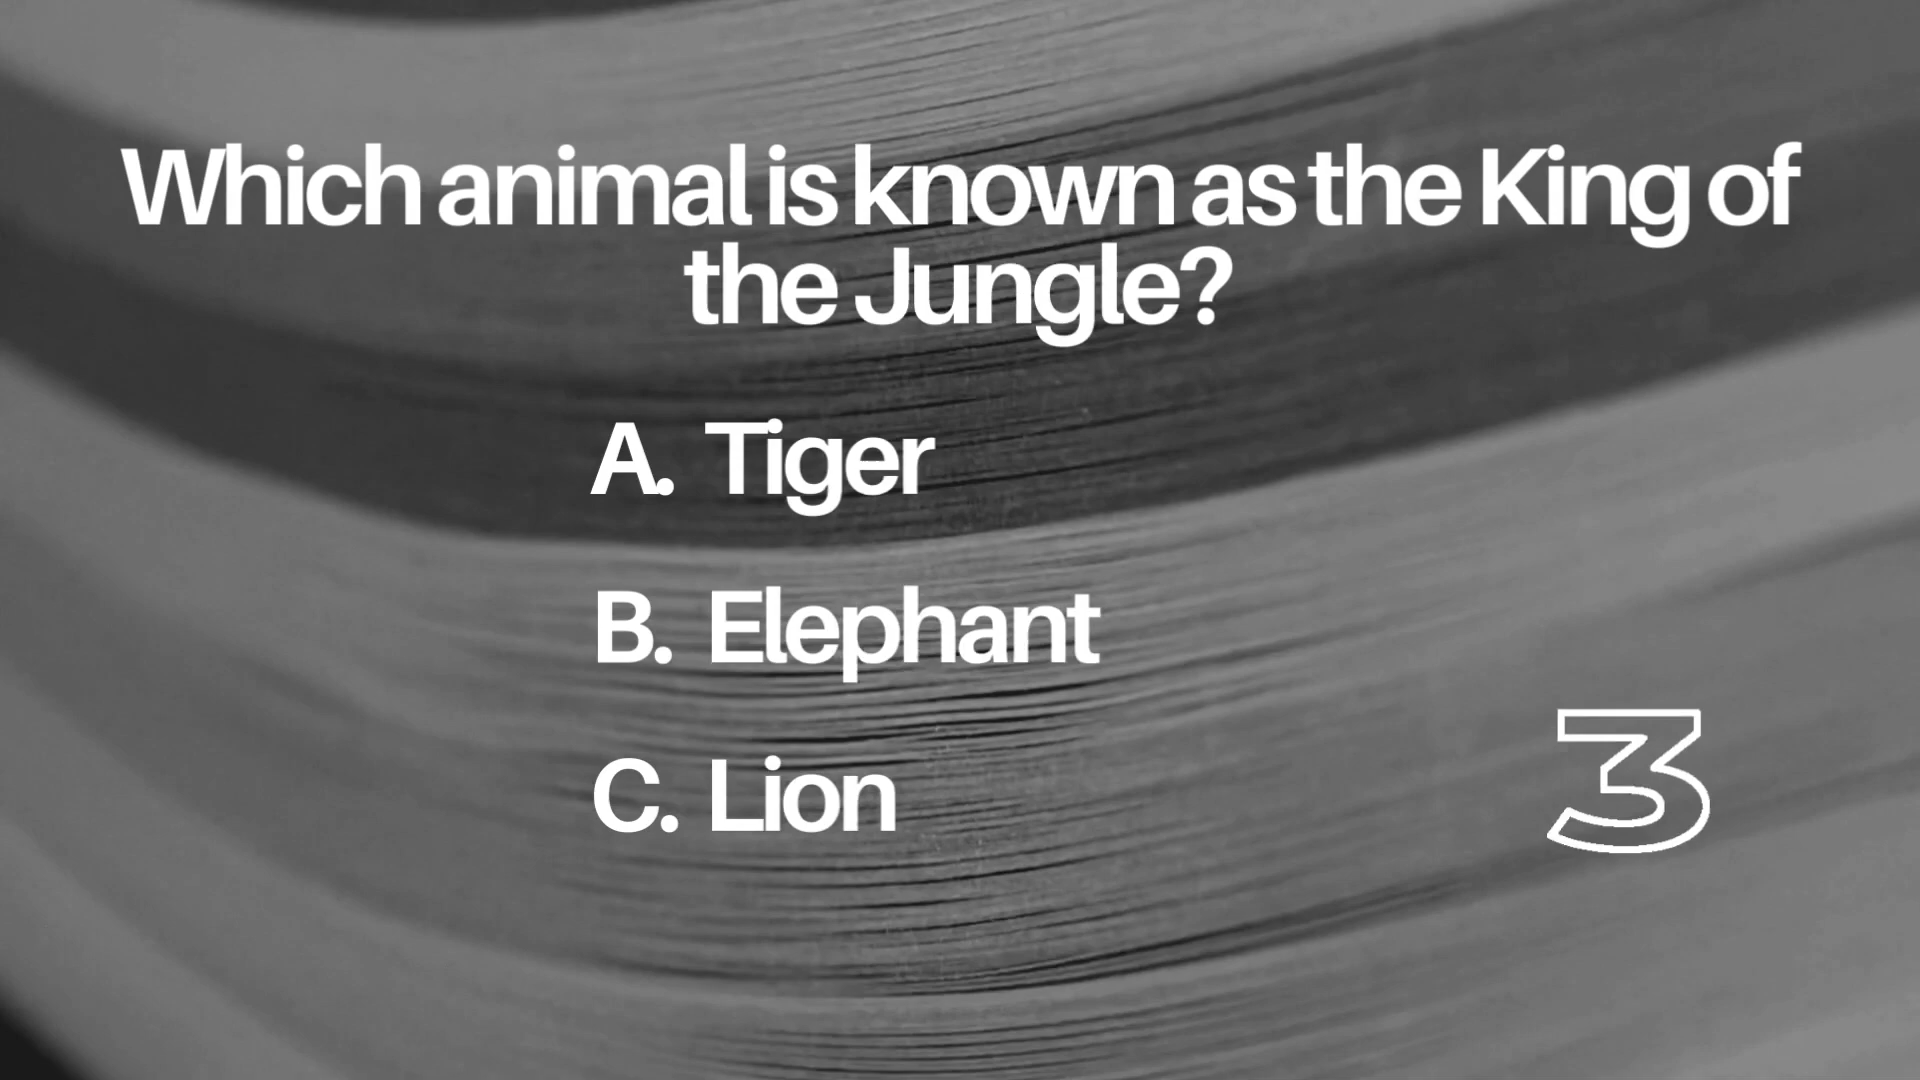 Which animal is known as the King of
the Jungle?
A. Tiger
B. Elephant
C. Lion
3